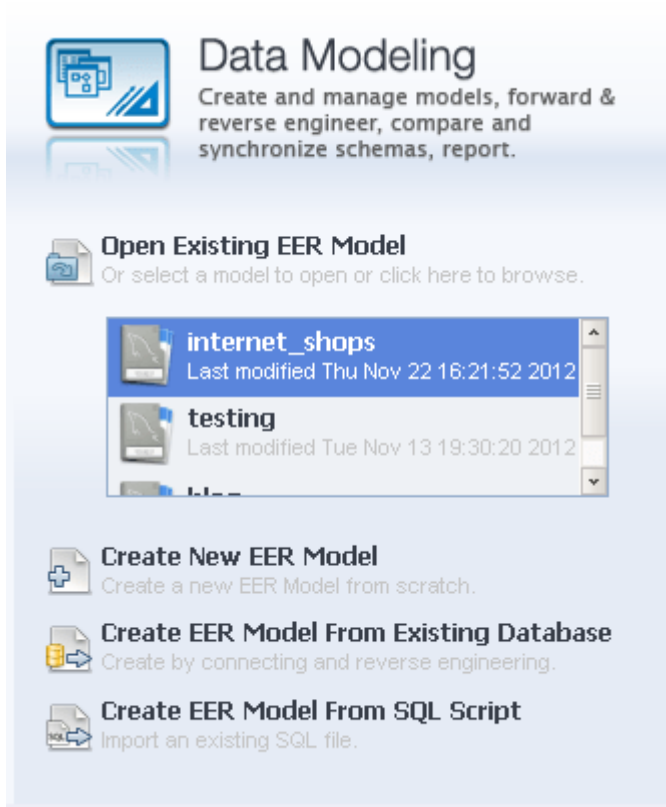 Data Modeling
Create and manage models, forward &
reverse engineer, compare and
synchronize schemas, report.
Open Existing EER Model
Or select a model to open or click here to browse.
internet_shops
Last modified Thu Nov 22 16:21:52 2012
testing
Last modified Tue Nov 13 19:30:20 2012
Create New EER Model
Create a new EER Model from scratch.
Create EER Model From Existing Database
Create by connecting and reverse engineering.
Create EER Model From SQL Script
Import an existing SQL file.